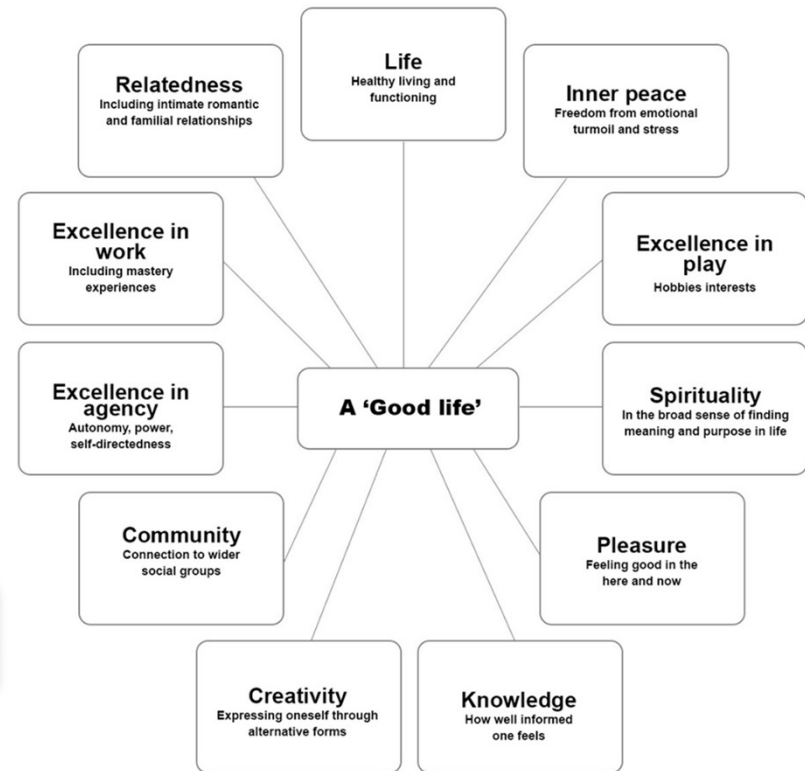 Life
Healthy living and
functioning
Relatedness
Including intimate romantic
and familial relationships
Inner peace
Freedom from emotional
turmoil and stress
Excellence in
work
Including mastery
experiences
Excellence in
play
Hobbies interests
Excellence in
agency
Autonomy, power,
self-directedness
A ‘Good life’
Spirituality
In the broad sense of finding
meaning and purpose in life
Community
Connection to wider
social groups
Pleasure
Feeling good in the
here and now
Creativity
Expressing oneself through
alternative forms
Knowledge
How well informed
one feels